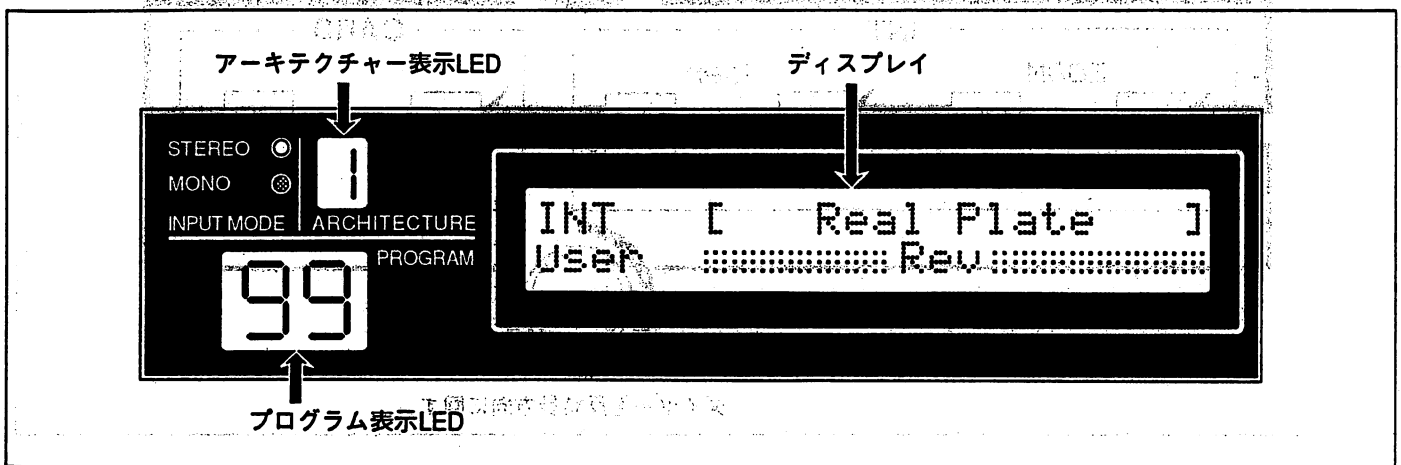 アーキテクチャー表示LED
ディスプレイ
STEREO
MONO
INPUT MODE
ARCHITECTURE
1
PROGRAM
99
INT [ Real Plate ]
User Rev
プログラム表示LED